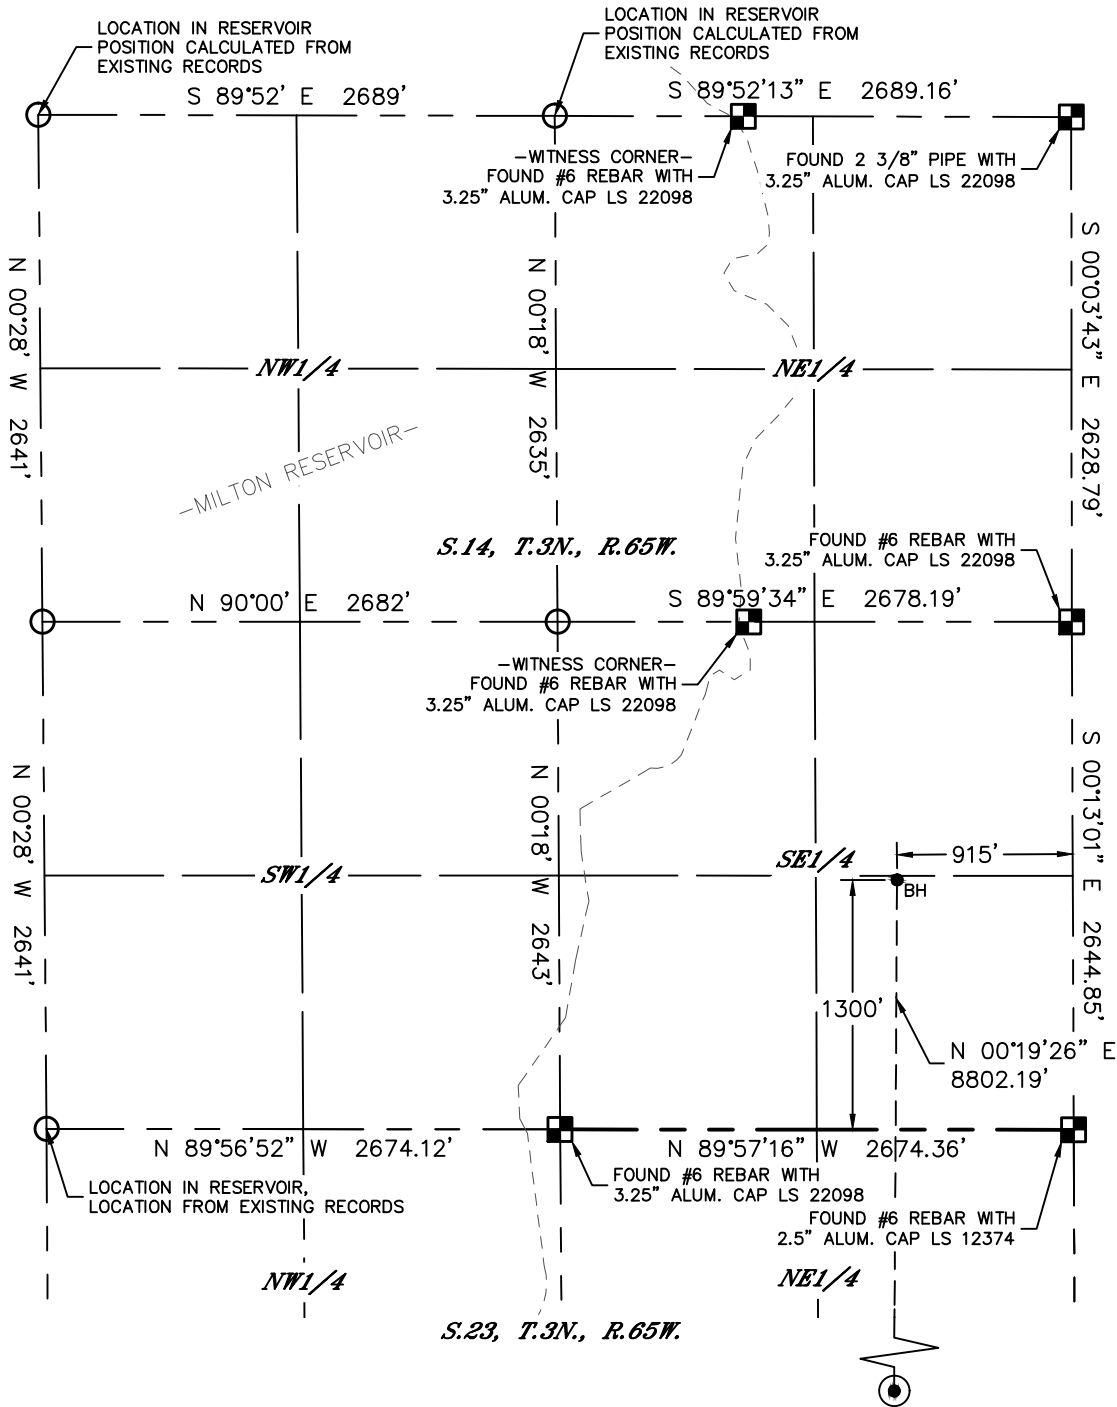 LOCATION IN RESERVOIR
POSITION CALCULATED FROM
EXISTING RECORDS
LOCATION IN RESERVOIR
POSITION CALCULATED FROM
EXISTING RECORDS
S 89°52' E 2689'
S 89°52'13" E 2689.16'
-WITNESS CORNER-
FOUND #6 REBAR WITH
3.25" ALUM. CAP LS 22098
FOUND 2 3/8" PIPE WITH
3.25" ALUM. CAP LS 22098
N 00°28' W 2641'
N 00°18' W 2635'
S 00°03'43" E 2628.79'
NW1/4
NE1/4
-MILTON RESERVOIR-
S.14, T.3N., R.65W.
FOUND #6 REBAR WITH
3.25" ALUM. CAP LS 22098
N 90°00' E 2682'
S 89°59'34" E 2678.19'
-WITNESS CORNER-
FOUND #6 REBAR WITH
3.25" ALUM. CAP LS 22098
N 00°28' W 2641'
N 00°18' W 2643'
S 00°13'01" E 2644.85'
SW1/4
SE1/4
915'
BH
1300'
N 00°19'26" E
8802.19'
N 89°56'52" W 2674.12'
N 89°57'16" W 2674.36'
LOCATION IN RESERVOIR,
LOCATION FROM EXISTING RECORDS
FOUND #6 REBAR WITH
3.25" ALUM. CAP LS 22098
FOUND #6 REBAR WITH
2.5" ALUM. CAP LS 12374
NW1/4
NE1/4
S.23, T.3N., R.65W.